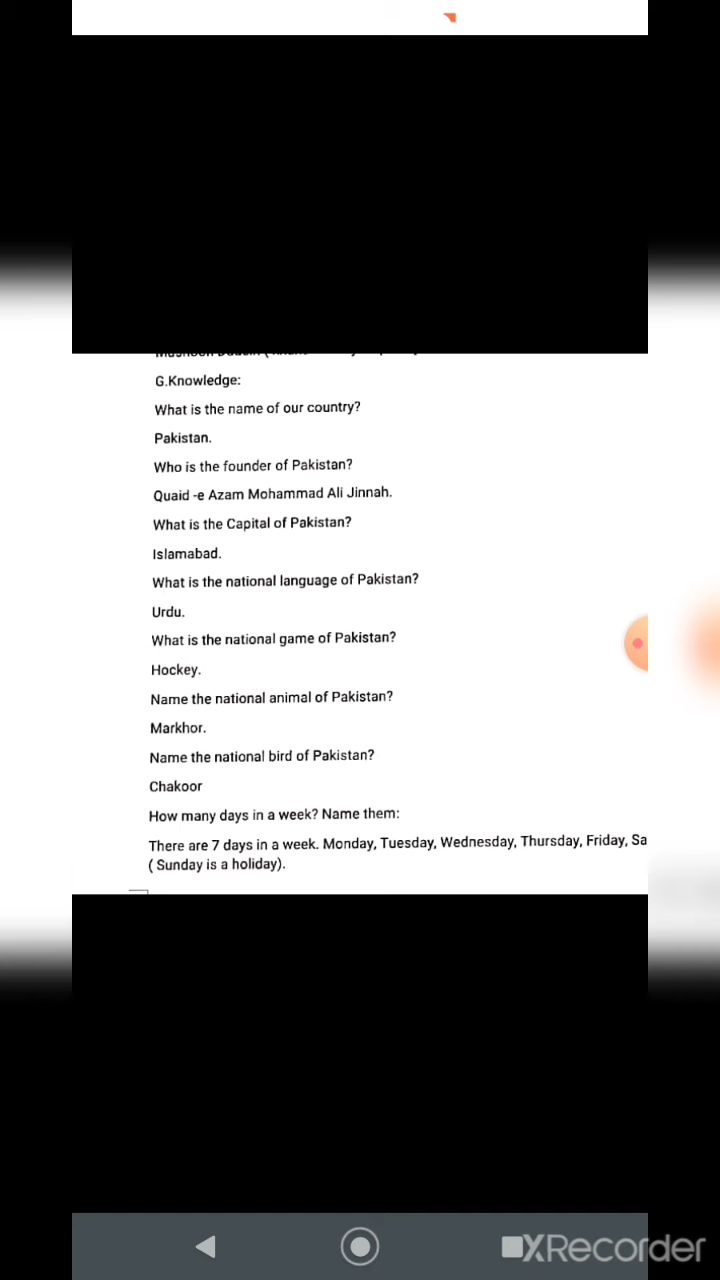 G.Knowledge:
What is the name of our country?
Pakistan.
Who is the founder of Pakistan?
Quaid -e Azam Mohammad Ali Jinnah.
What is the Capital of Pakistan?
Islamabad.
What is the national language of Pakistan?
Urdu.
What is the national game of Pakistan?
Hockey.
Name the national animal of Pakistan?
Markhor.
Name the national bird of Pakistan?
Chakoor
How many days in a week? Name them:
There are 7 days in a week. Monday, Tuesday, Wednesday, Thursday, Friday, Sa
( Sunday is a holiday).
XRecorder